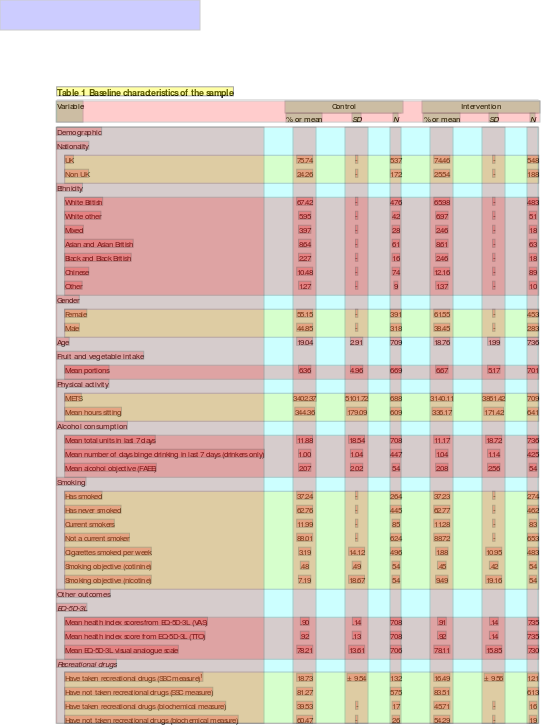 Table 1 Baseline characteristics of the sample
Variable Control Intervention
% or mean SD N % or mean SD N
Demographic
Nationality
UK 75.74 537 74.46 548
Non UK 24.26 172 25.54 188
Ethnicity
White British 67.42 476 65.98 483
White other 5.95 42 6.97 51
Mixed 3.97 28 2.46 18
Asian and Asian British 8.64 61 8.61 63
Black and Black British 2.27 16 2.46 18
Chinese 10.48 74 12.16 89
Other 1.27 9 1.37 10
Gender
Female 55.15 391 61.55 453
Male 44.85 318 38.45 283
Age 19.04 2.91 709 18.76 1.99 736
Fruit and vegetable intake
Mean portions 6.36 4.96 669 6.67 5.17 701
Physical activity
METS 3402.37 5101.72 688 3140.11 3861.42 709
Mean hours sitting 344.36 179.09 609 336.17 171.42 641
Alcohol consumption
Mean total units in last 7 days 11.88 18.54 708 11.17 18.72 736
Mean number of days binge drinking in last 7 days (drinkers only) 1.00 1.04 447 1.04 1.14 425
Mean alcohol objective (FAEE) 2.07 2.02 54 2.08 2.56 54
Smoking
Has smoked 37.24 264 37.23 274
Has never smoked 62.76 445 62.77 462
Current smokers 11.99 85 11.28 83
Not a current smoker 88.01 624 88.72 653
Cigarettes smoked per week 3.19 14.12 496 1.88 10.95 483
Smoking objective (cotinine) .48 .49 54 .45 .42 54
Smoking objective (nicotine) 7.19 18.67 54 9.49 19.16 54
Other outcomes
EQ-5D-3L
Mean health index scores from EQ-5D-3L (VAS) .90 .14 708 .91 .14 735
Mean health index score from EQ-5D-3L (TTO) .92 .13 708 .92 .14 735
Mean EQ-5D-3L visual analogue scale 78.21 13.61 706 78.11 15.85 730
Recreational drugs
Have taken recreational drugs (SSC measure) 18.73 ± 9.54 132 16.49 ± 9.56 121
Have not taken recreational drugs (SSC measure) 81.27 575 83.51 613
Have taken recreational drugs (biochemical measure) 39.53 17 45.71 16
Have not taken recreational drugs (biochemical measure) 60.47 26 54.29 19